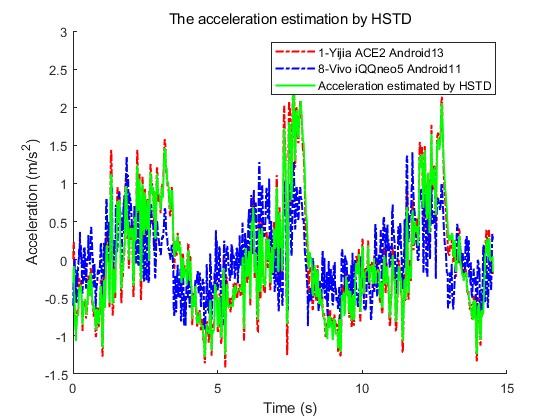 The acceleration estimation by HSTD
3
2.5
2
1.5
1
0.5
0
-0.5
-1
-1.5
Acceleration (m/s²)
1-Yijia ACE2 Android13
8-Vivo iQQneo5 Android11
Acceleration estimated by HSTD
0 5 10 15
Time (s)